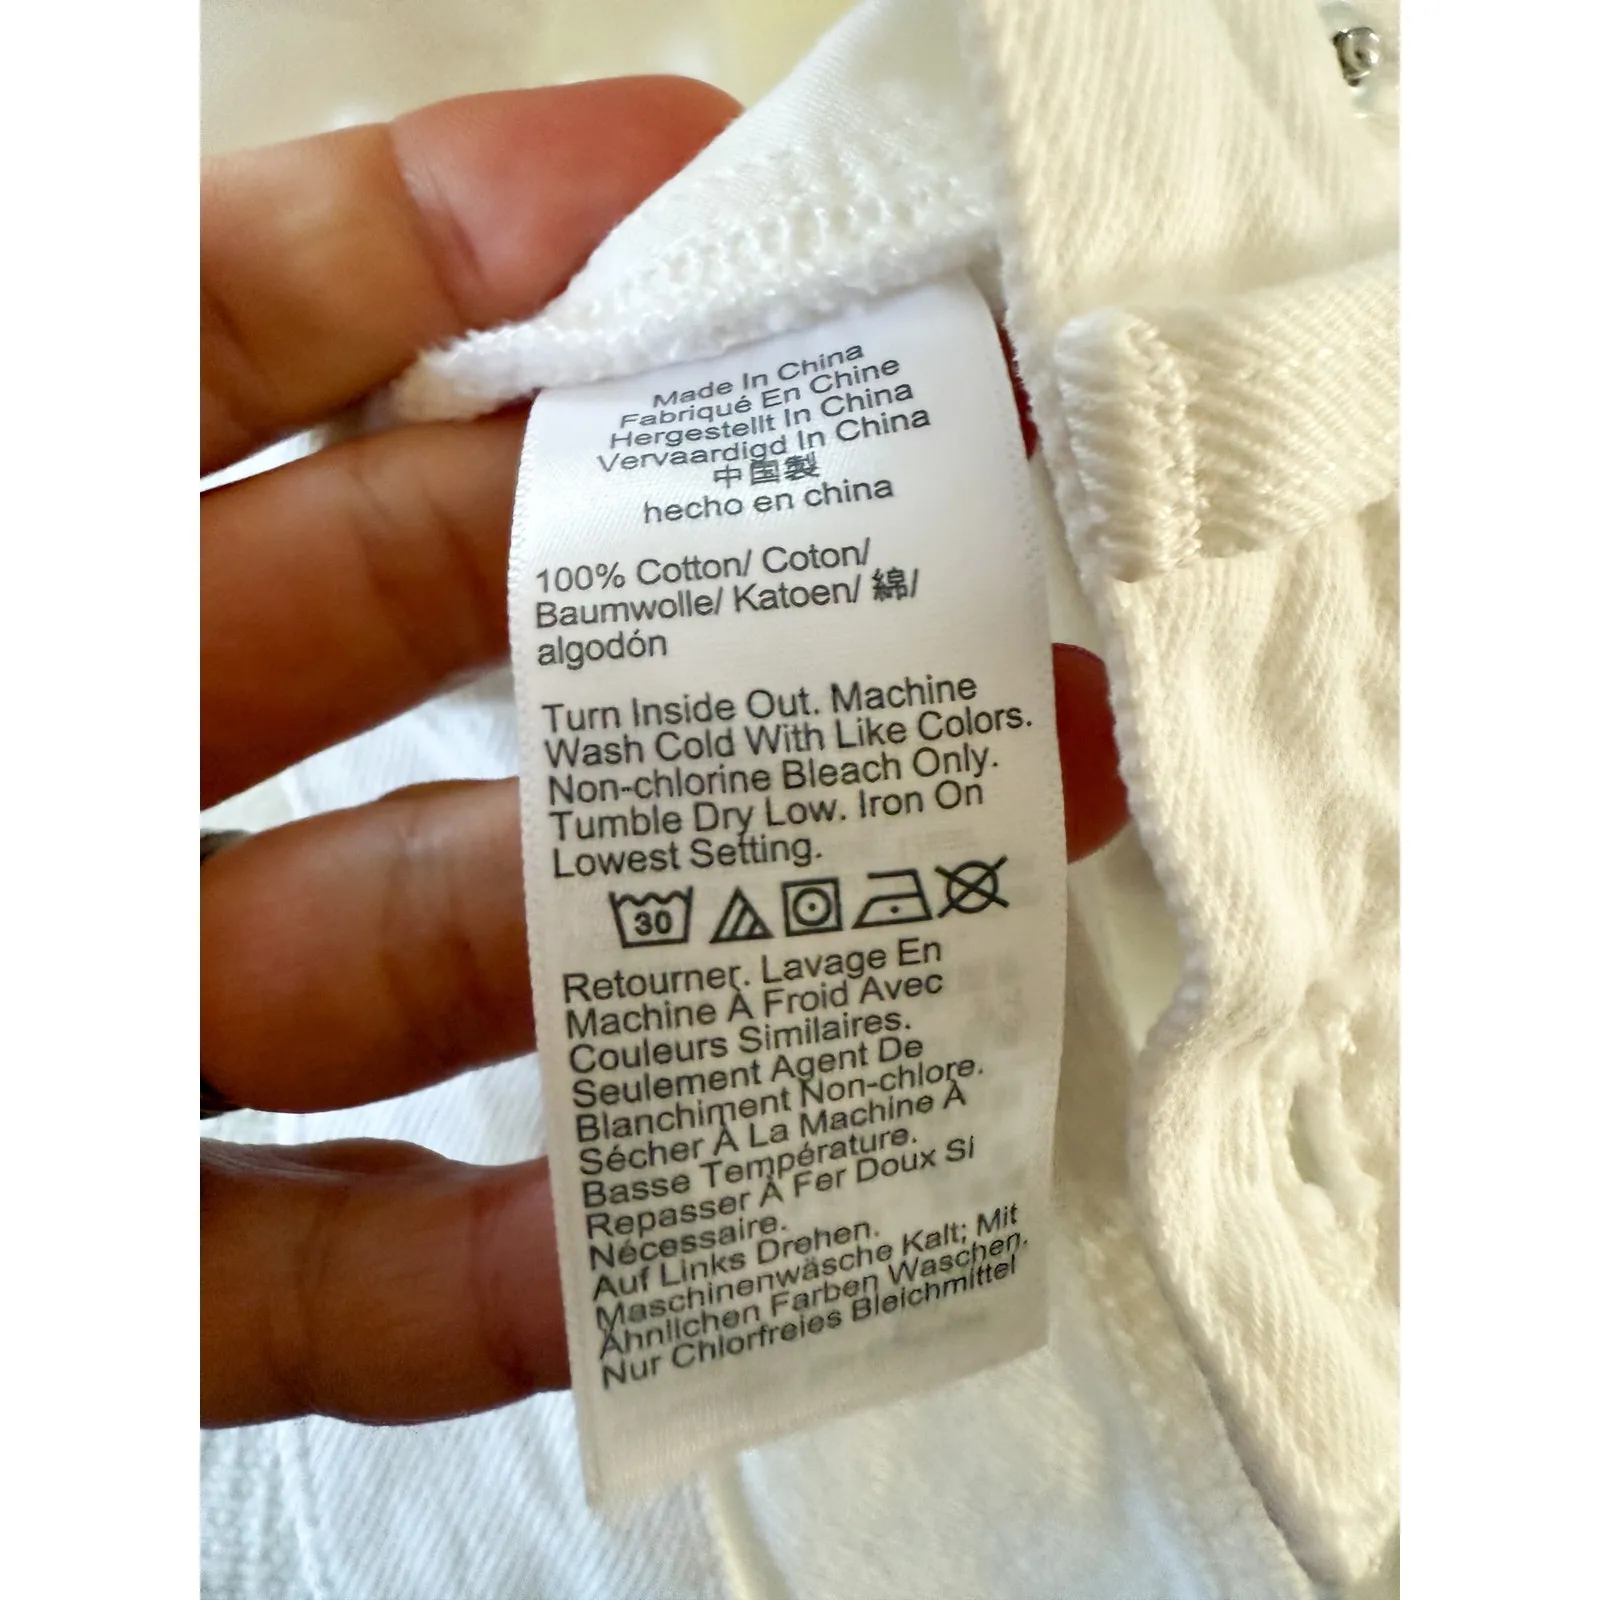 Made In China
Fabriqué En Chine
Hergestellt In China
Vervaardigd In China
中国製
hecho en china
100% Cotton/ Coton/
Baumwolle/ Katoen/ 綿/
algodón
Turn Inside Out. Machine
Wash Cold With Like Colors.
Non-chlorine Bleach Only.
Tumble Dry Low. Iron On
Lowest Setting.
30
Retourner. Lavage En
Machine À Froid Avec
Couleurs Similaires.
Seulement Agent De
Blanchiment Non-chlore.
Sécher À La Machine À
Basse Température.
Repasser À Fer Doux Si
Nécessaire.
Auf Links Drehen.
Maschinenwäsche Kalt; Mit
Ähnlichen Farben Waschen.
Nur Chlorfreies Bleichmittel